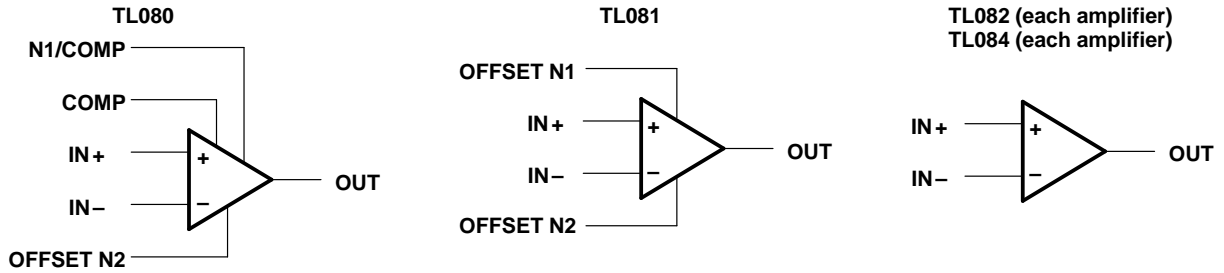 TL080
N1/COMP
COMP
IN+
+
IN−
−
OUT
OFFSET N2
TL081
OFFSET N1
IN+
+
IN−
−
OUT
OFFSET N2
TL082 (each amplifier)
TL084 (each amplifier)
IN+
+
IN−
−
OUT